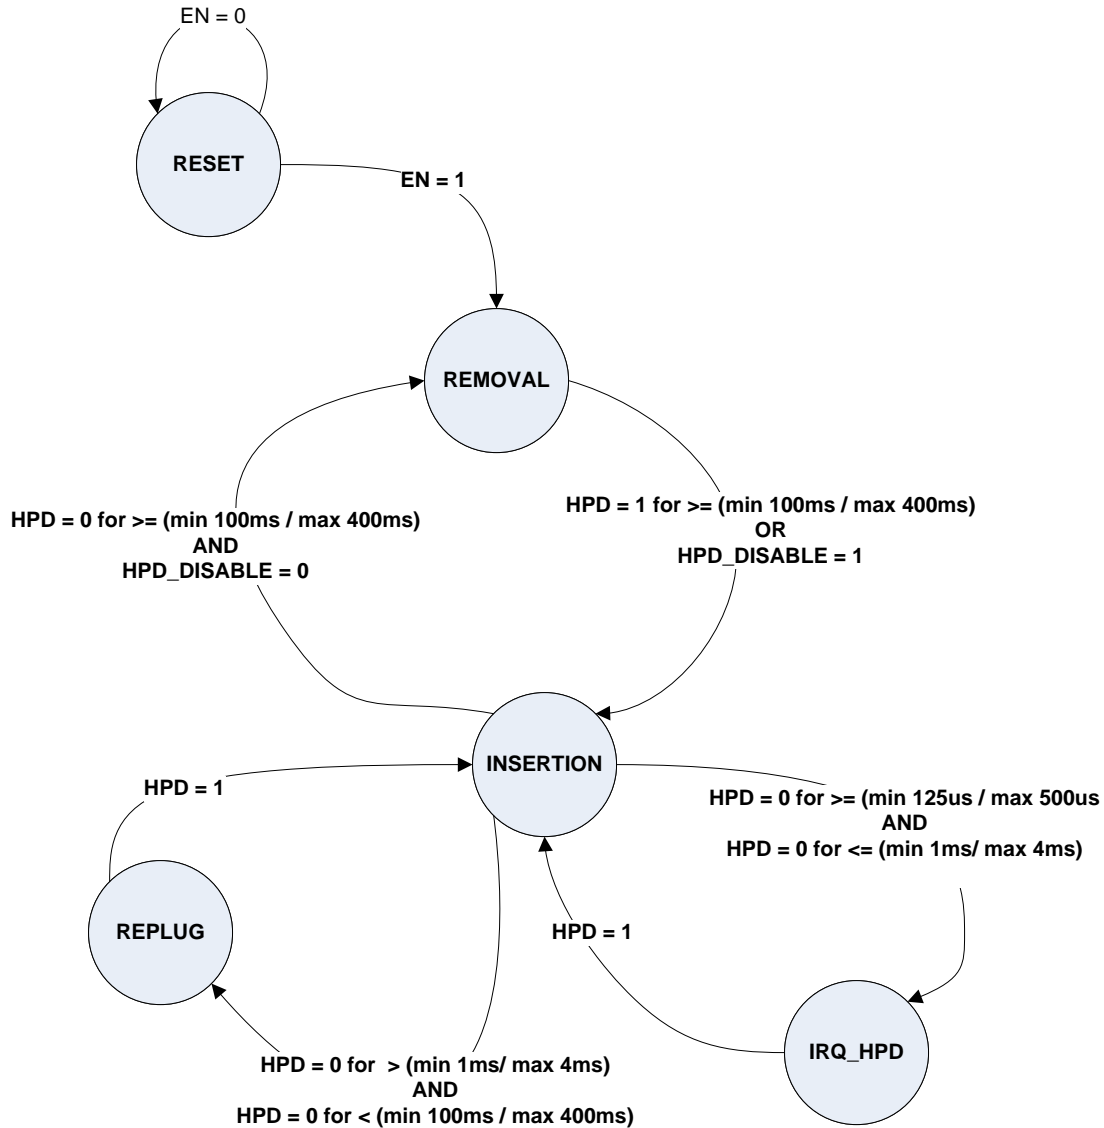 EN = 0
RESET
EN = 1
REMOVAL
HPD = 0 for >= (min 100ms / max 400ms)
AND
HPD_DISABLE = 0
HPD = 1 for >= (min 100ms / max 400ms)
OR
HPD_DISABLE = 1
INSERTION
HPD = 1
HPD = 0 for >= (min 125us / max 500us
AND
HPD = 0 for <= (min 1ms/ max 4ms)
REPLUG
HPD = 1
IRQ_HPD
HPD = 0 for  > (min 1ms/ max 4ms)
AND
HPD = 0 for < (min 100ms / max 400ms)